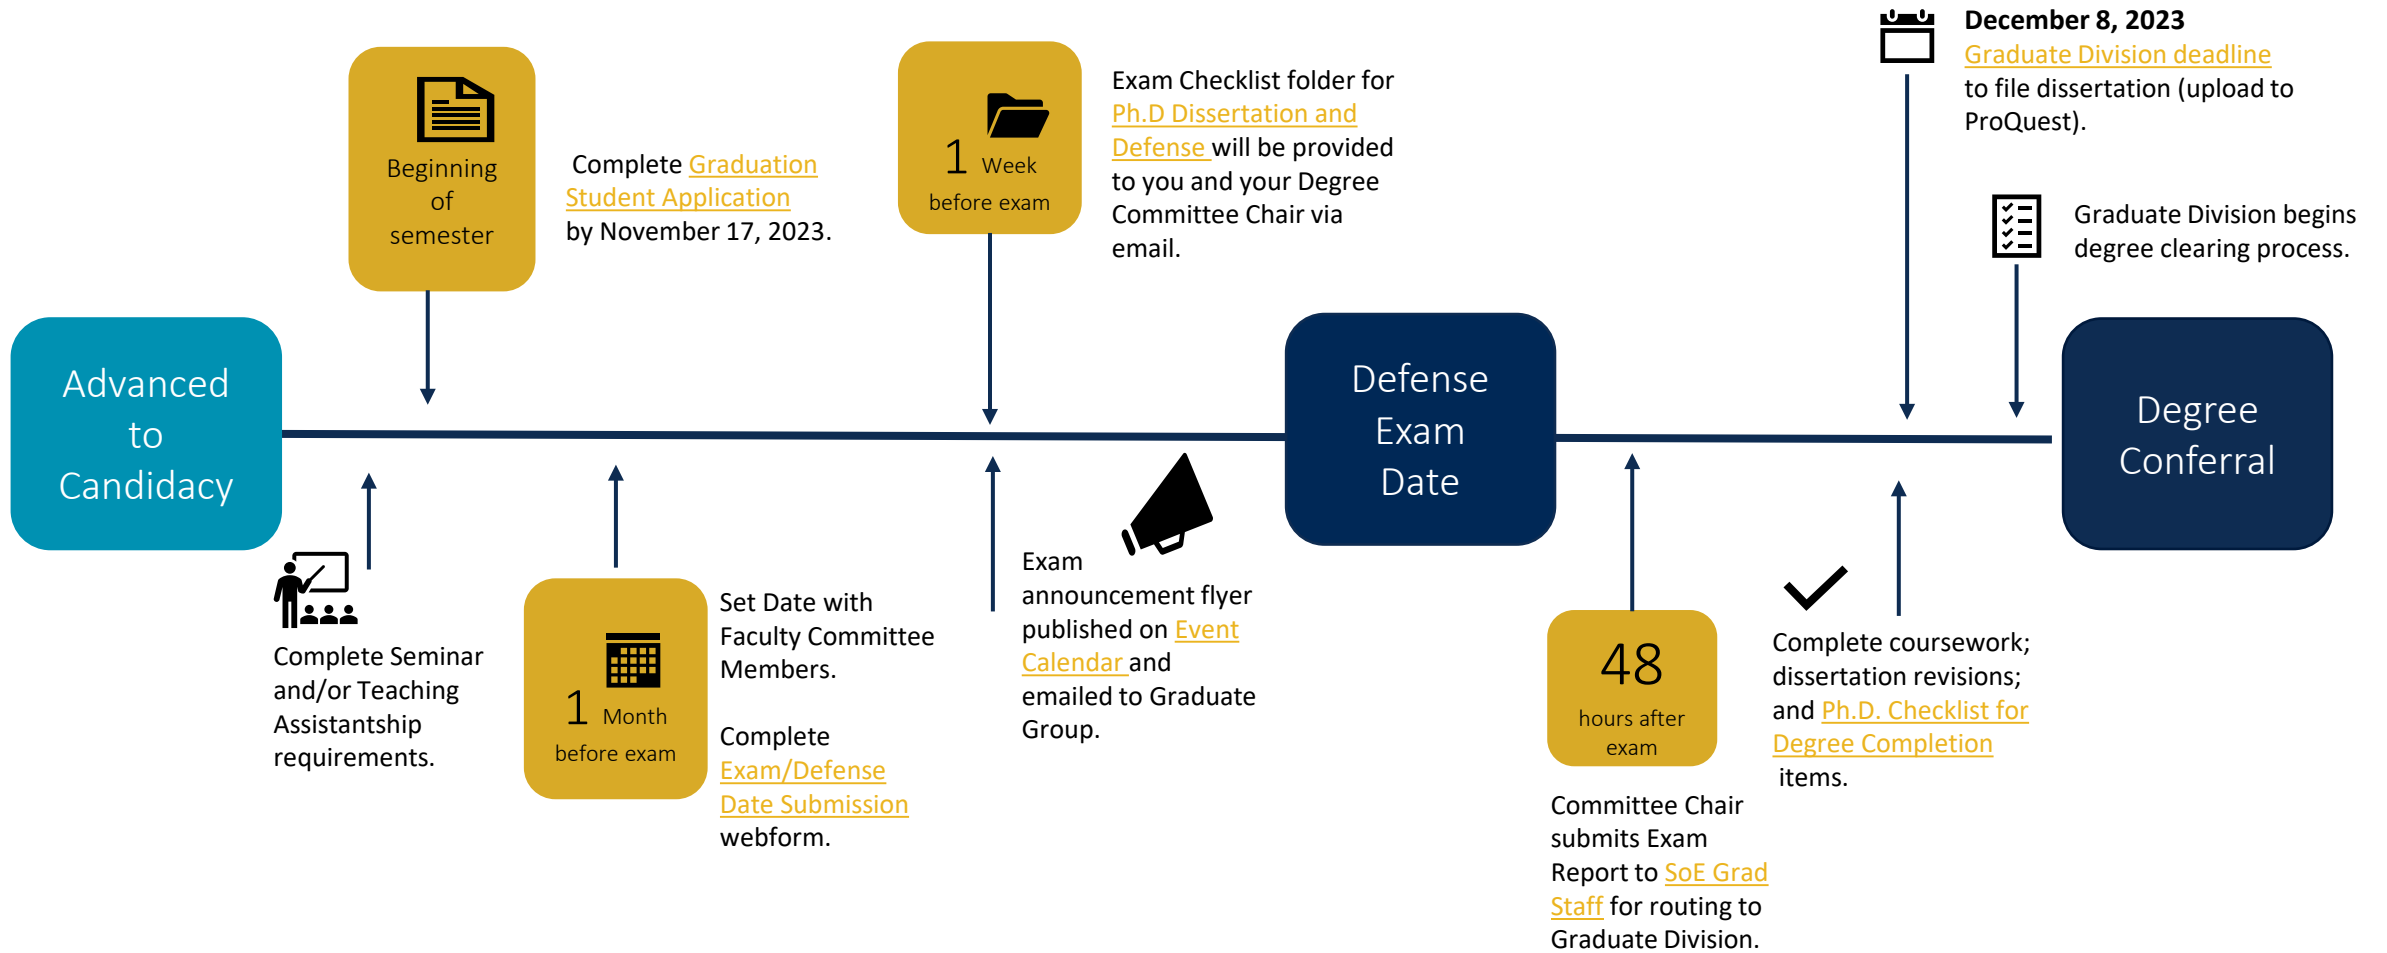 Beginning
of
semester
Complete Graduation
Student Application
by November 17, 2023.
1 Week
before exam
Exam Checklist folder for
Ph.D Dissertation and
Defense will be provided
to you and your Degree
Committee Chair via
email.
December 8, 2023
Graduate Division deadline
to file dissertation (upload to
ProQuest).
Graduate Division begins
degree clearing process.
Advanced
to
Candidacy
Defense
Exam
Date
Degree
Conferral
Complete Seminar
and/or Teaching
Assistantship
requirements.
1 Month
before exam
Set Date with
Faculty Committee
Members.
Complete
Exam/Defense
Date Submission
webform.
Exam
announcement flyer
published on Event
Calendar and
emailed to Graduate
Group.
48
hours after
exam
Committee Chair
submits Exam
Report to SoE Grad
Staff for routing to
Graduate Division.
Complete coursework;
dissertation revisions;
and Ph.D. Checklist for
Degree Completion
items.